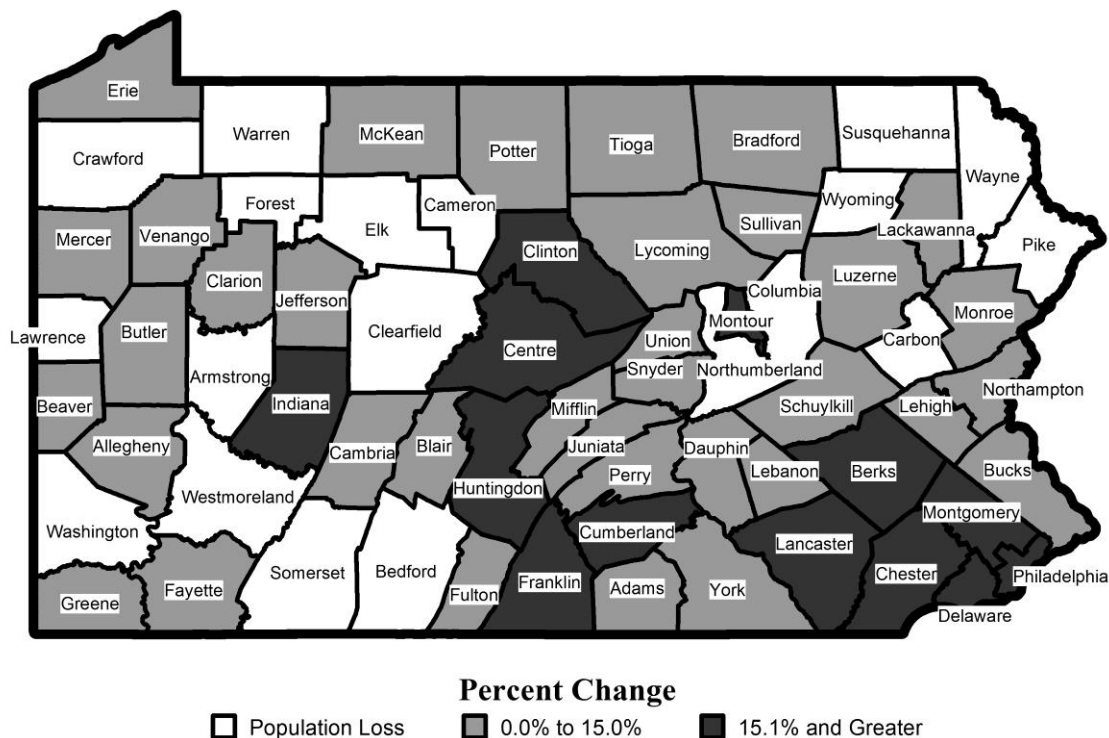 Erie
Warren
McKean
Potter
Tioga
Bradford
Susquehanna
Wayne
Crawford
Forest
Elk
Cameron
Wyoming
Lackawanna
Pike
Mercer
Venango
Clarion
Jefferson
Clinton
Lycoming
Sullivan
Luzerne
Monroe
Lawrence
Butler
Clearfield
Centre
Montour
Columbia
Union
Carbon
Armstrong
Snyder
Northumberland
Northampton
Beaver
Indiana
Mifflin
Schuylkill
Lehigh
Allegheny
Cambria
Blair
Juniata
Dauphin
Lebanon
Berks
Bucks
Huntingdon
Perry
Westmoreland
Washington
Montgomery
Cumberland
Lancaster
Somerset
Bedford
Franklin
Chester
Philadelphia
Greene
Fayette
Fulton
Adams
York
Delaware
Percent Change
Population Loss
0.0% to 15.0%
15.1% and Greater